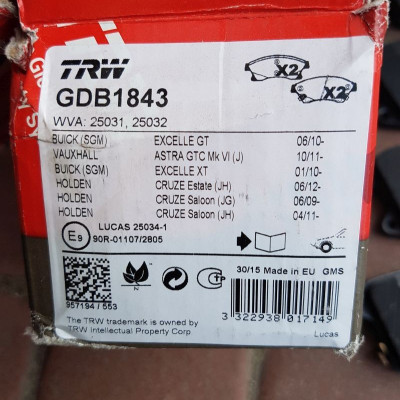 TRW
X2
X2
GDB1843
WVA: 25031, 25032
BUICK (SGM) EXCELLE GT 06/10-
VAUXHALL ASTRA GTC Mk VI (J) 10/11-
BUICK (SGM) EXCELLE XT 01/10-
HOLDEN CRUZE Estate (JH) 06/12-
HOLDEN CRUZE Saloon (JG) 06/09-
HOLDEN CRUZE Saloon (JH) 04/11-
E9
LUCAS 25034-1
90R-01107/2805
30/15 Made in EU GMS
957194 / 553
N
3 322938 017149
The TRW trademark is owned by
TRW Intellectual Property Corp
Lucas